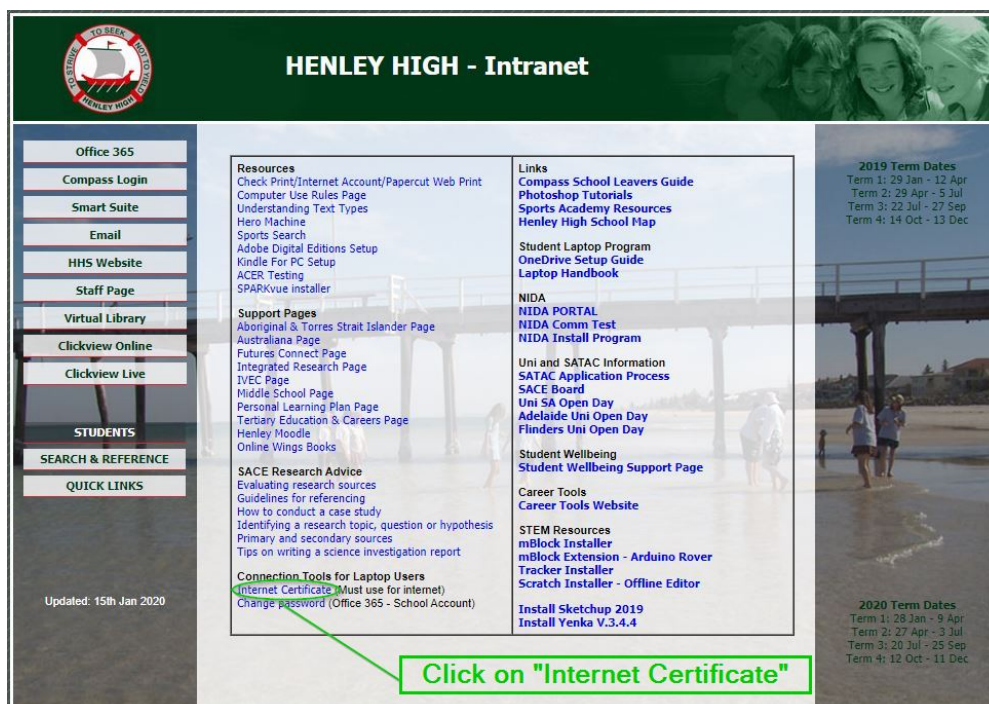 TO STRIVE TO SEEK NOT TO YIELD
HENLEY HIGH
HENLEY HIGH - Intranet
Office 365
Compass Login
Smart Suite
Email
HHS Website
Staff Page
Virtual Library
Clickview Online
Clickview Live
STUDENTS
SEARCH & REFERENCE
QUICK LINKS
Updated: 15th Jan 2020
Resources
Check Print/Internet Account/Papercut Web Print
Computer Use Rules Page
Understanding Text Types
Hero Machine
Sports Search
Adobe Digital Editions Setup
Kindle For PC Setup
ACER Testing
SPARKvue installer
Support Pages
Aboriginal & Torres Strait Islander Page
Australiana Page
Futures Connect Page
Integrated Research Page
IVEC Page
Middle School Page
Personal Learning Plan Page
Tertiary Education & Careers Page
Henley Moodle
Online Wings Books
SACE Research Advice
Evaluating research sources
Guidelines for referencing
How to conduct a case study
Identifying a research topic, question or hypothesis
Primary and secondary sources
Tips on writing a science investigation report
Connection Tools for Laptop Users
Internet Certificate (Must use for internet)
Change password (Office 365 - School Account)
Links
Compass School Leavers Guide
Photoshop Tutorials
Sports Academy Resources
Henley High School Map
Student Laptop Program
OneDrive Setup Guide
Laptop Handbook
NIDA
NIDA PORTAL
NIDA Comm Test
NIDA Install Program
Uni and SATAC Information
SATAC Application Process
SACE Board
Uni SA Open Day
Adelaide Uni Open Day
Flinders Uni Open Day
Student Wellbeing
Student Wellbeing Support Page
Career Tools
Career Tools Website
STEM Resources
mBlock Installer
mBlock Extension - Arduino Rover
Tracker Installer
Scratch Installer - Offline Editor
Install Sketchup 2019
Install Yenka V.3.4.4
2019 Term Dates
Term 1: 29 Jan - 12 Apr
Term 2: 29 Apr - 5 Jul
Term 3: 22 Jul - 27 Sep
Term 4: 14 Oct - 13 Dec
2020 Term Dates
Term 1: 28 Jan - 9 Apr
Term 2: 27 Apr - 3 Jul
Term 3: 20 Jul - 25 Sep
Term 4: 12 Oct - 11 Dec
Click on "Internet Certificate"